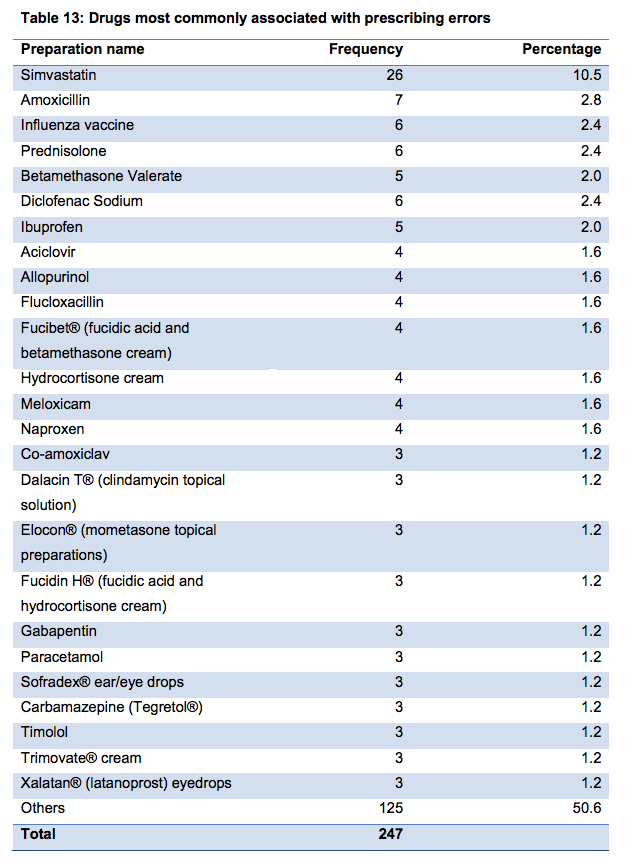 Table 13: Drugs most commonly associated with prescribing errors
Preparation name Frequency Percentage
Simvastatin 26 10.5
Amoxicillin 7 2.8
Influenza vaccine 6 2.4
Prednisolone 6 2.4
Betamethasone Valerate 5 2.0
Diclofenac Sodium 6 2.4
Ibuprofen 5 2.0
Aciclovir 4 1.6
Allopurinol 4 1.6
Flucloxacillin 4 1.6
Fucibet® (fucidic acid and 4 1.6
betamethasone cream)
Hydrocortisone cream 4 1.6
Meloxicam 4 1.6
Naproxen 4 1.6
Co-amoxiclav 3 1.2
Dalacin T® (clindamycin topical 3 1.2
solution)
Elocon® (mometasone topical 3 1.2
preparations)
Fucidin H® (fucidic acid and 3 1.2
hydrocortisone cream)
Gabapentin 3 1.2
Paracetamol 3 1.2
Sofradex® ear/eye drops 3 1.2
Carbamazepine (Tegretol®) 3 1.2
Timolol 3 1.2
Trimovate® cream 3 1.2
Xalatan® (latanoprost) eyedrops 3 1.2
Others 125 50.6
Total 247